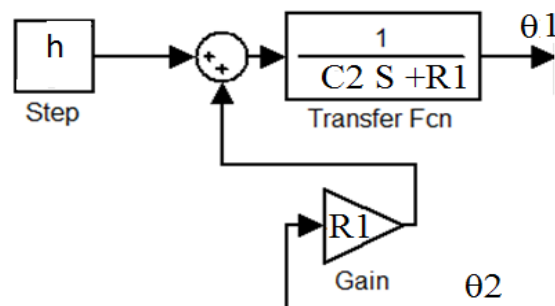 h
Step
1
C2 S +R1
Transfer Fcn
θ1
R1
Gain
θ2